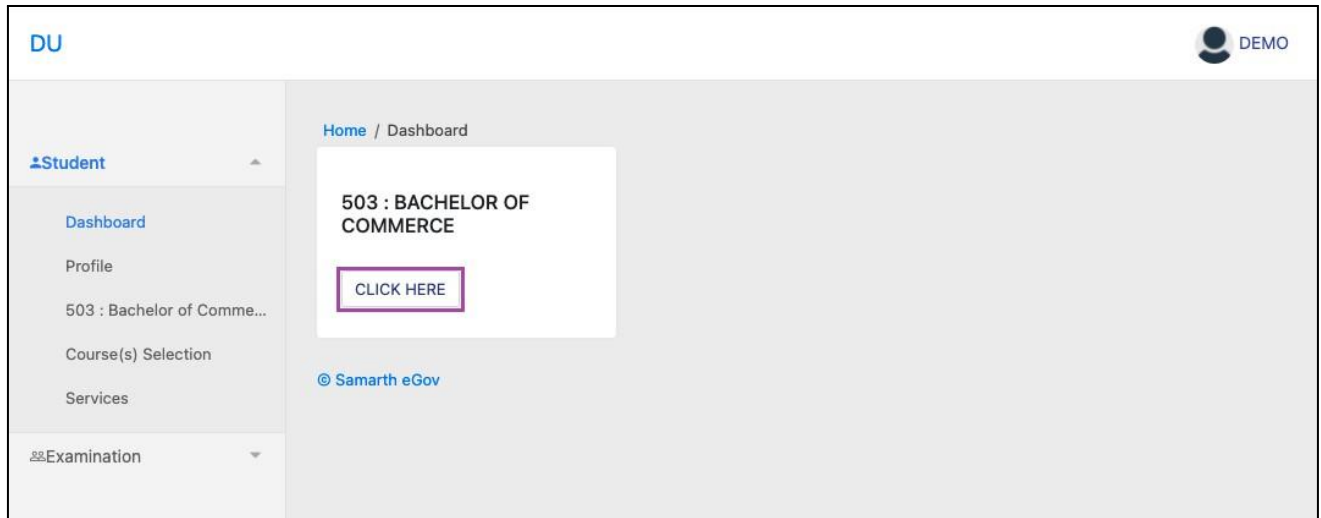 DU
DEMO
Student
Dashboard
Profile
503 : Bachelor of Comme...
Course(s) Selection
Services
Examination
Home / Dashboard
503 : BACHELOR OF
COMMERCE
CLICK HERE
© Samarth eGov